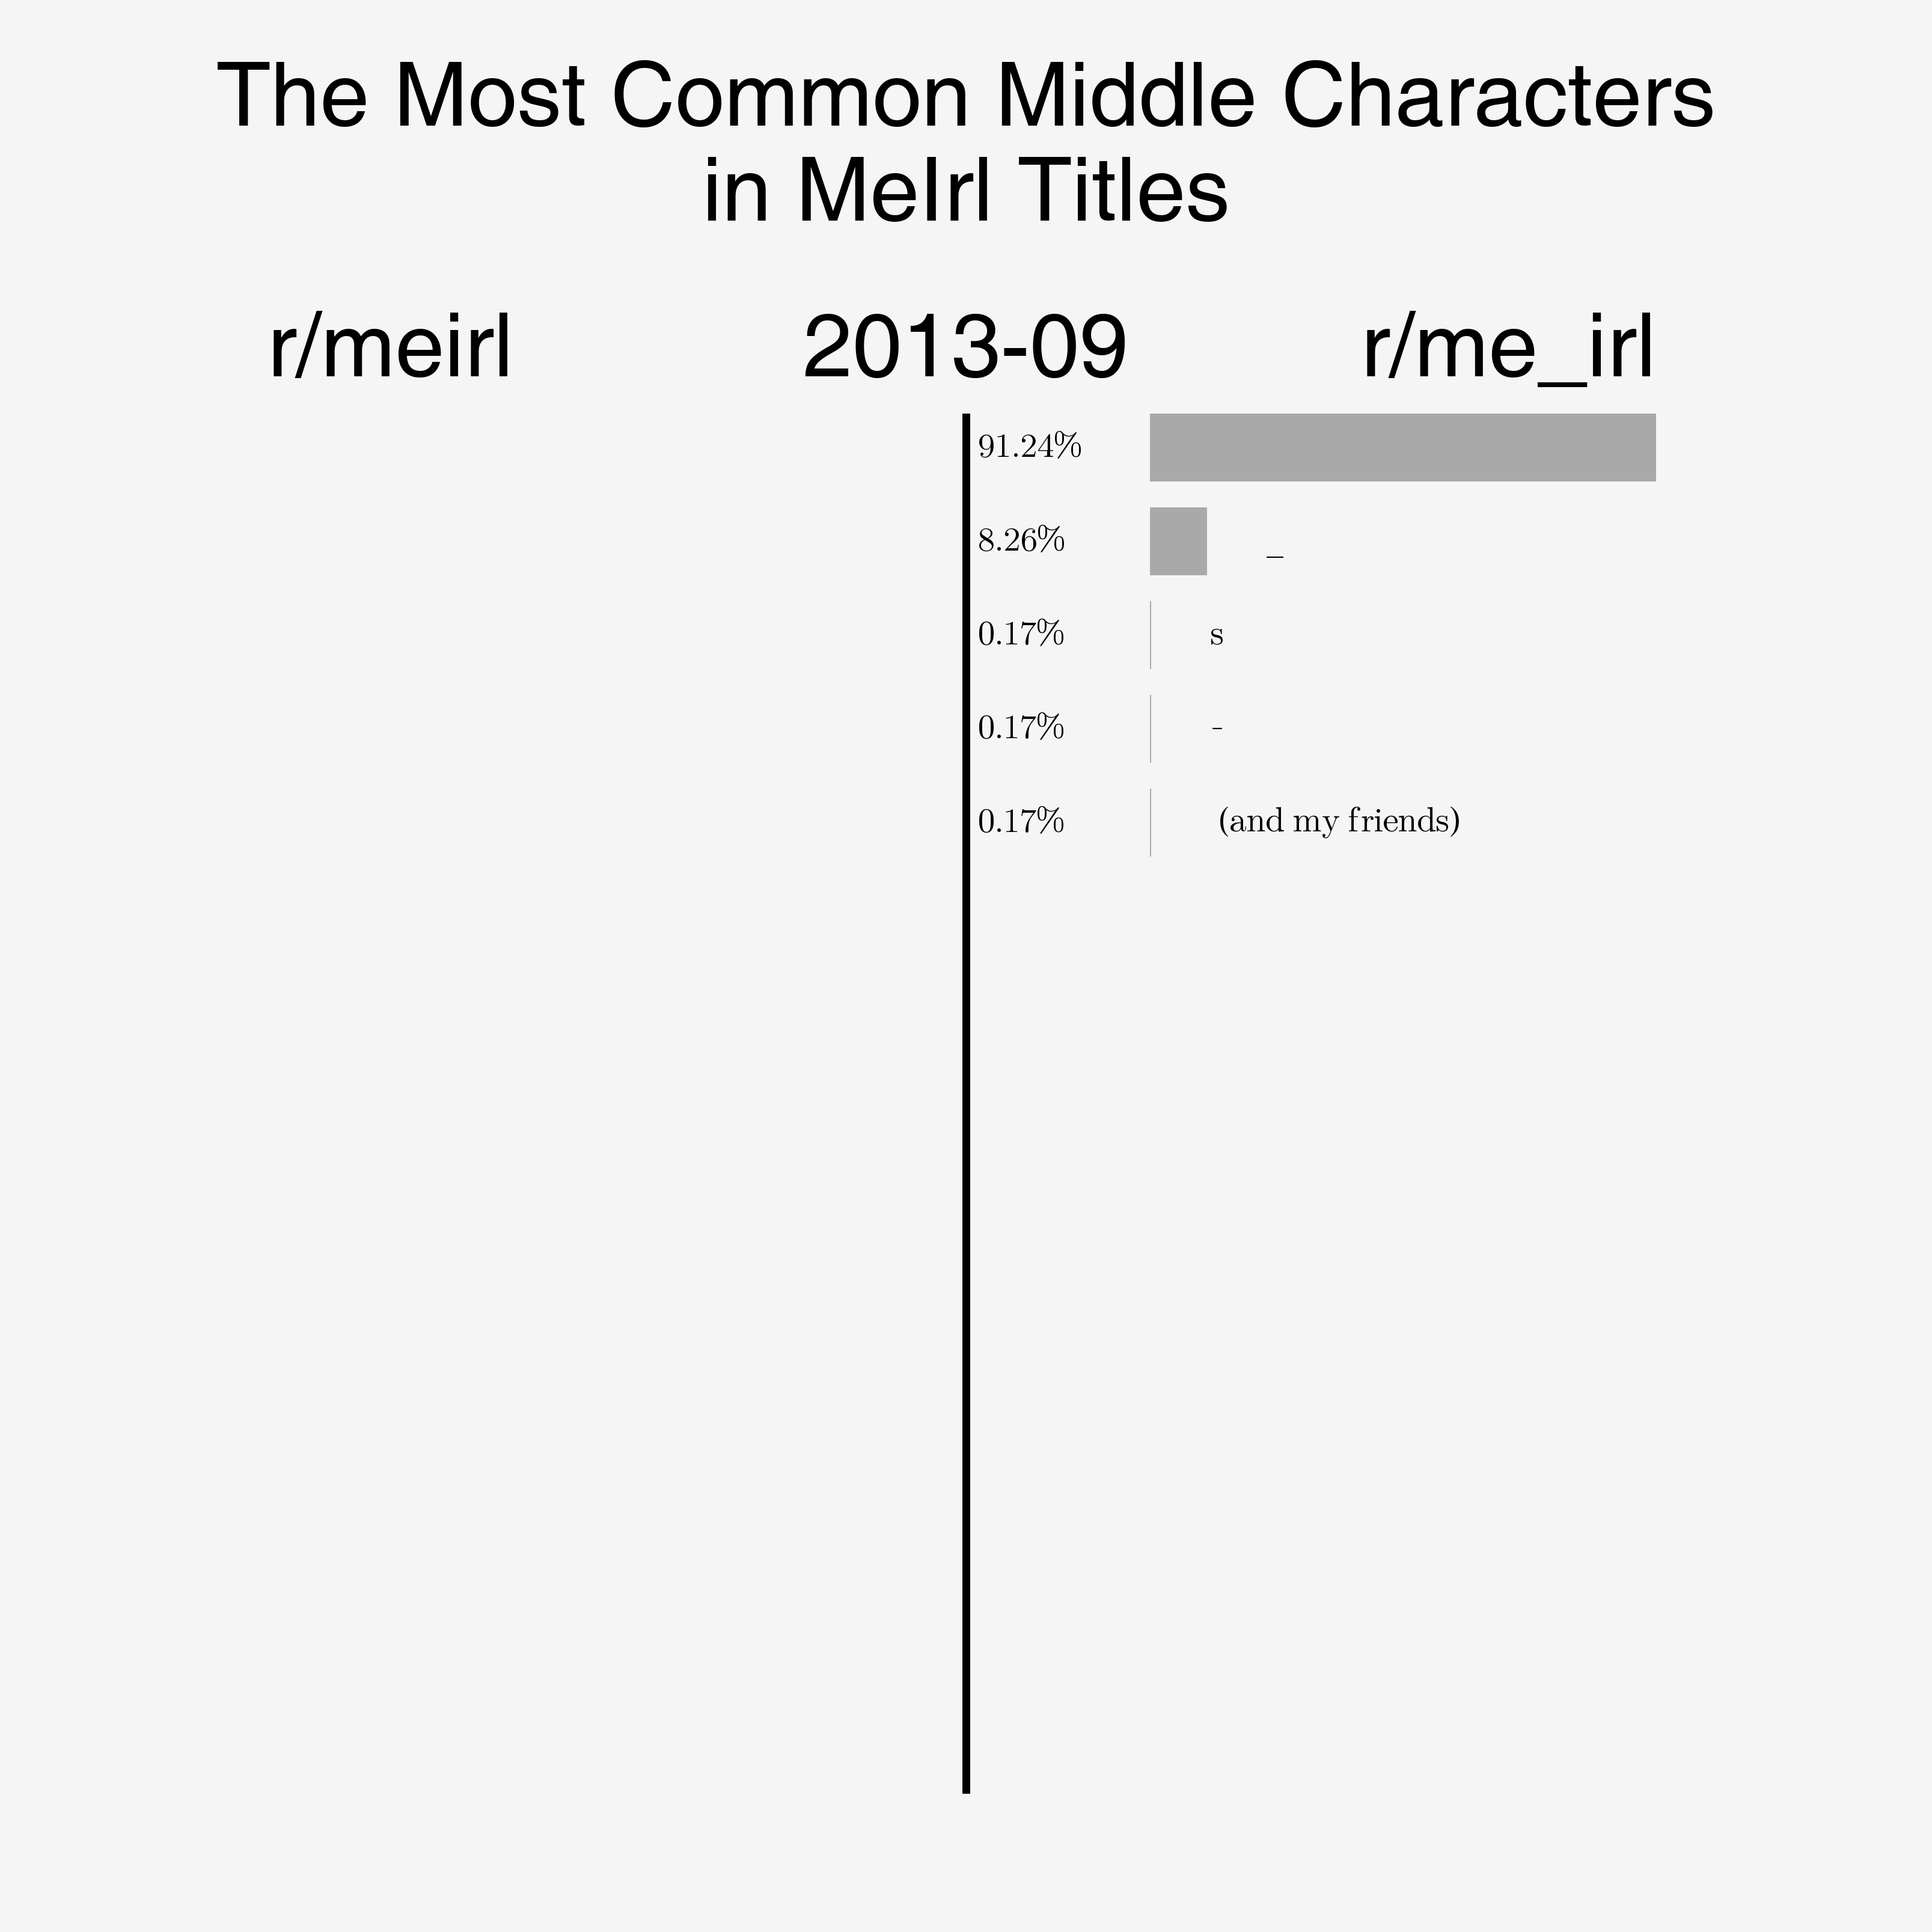 The Most Common Middle Characters
in MeIrl Titles
r/meirl 2013-09 r/me_irl
91.24%
8.26% _
0.17% s
0.17% -
0.17% (and my friends)